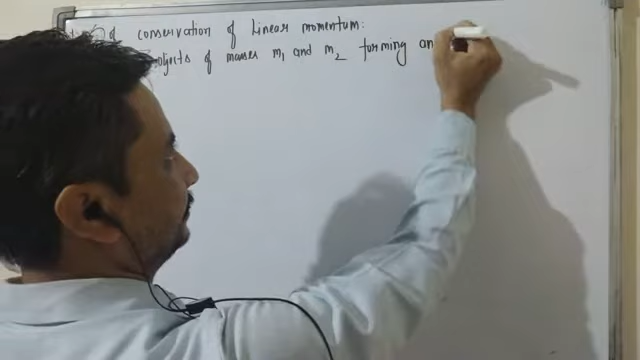 of conservation of Linear momentum:
objects of masses m₁ and m₂ forming an